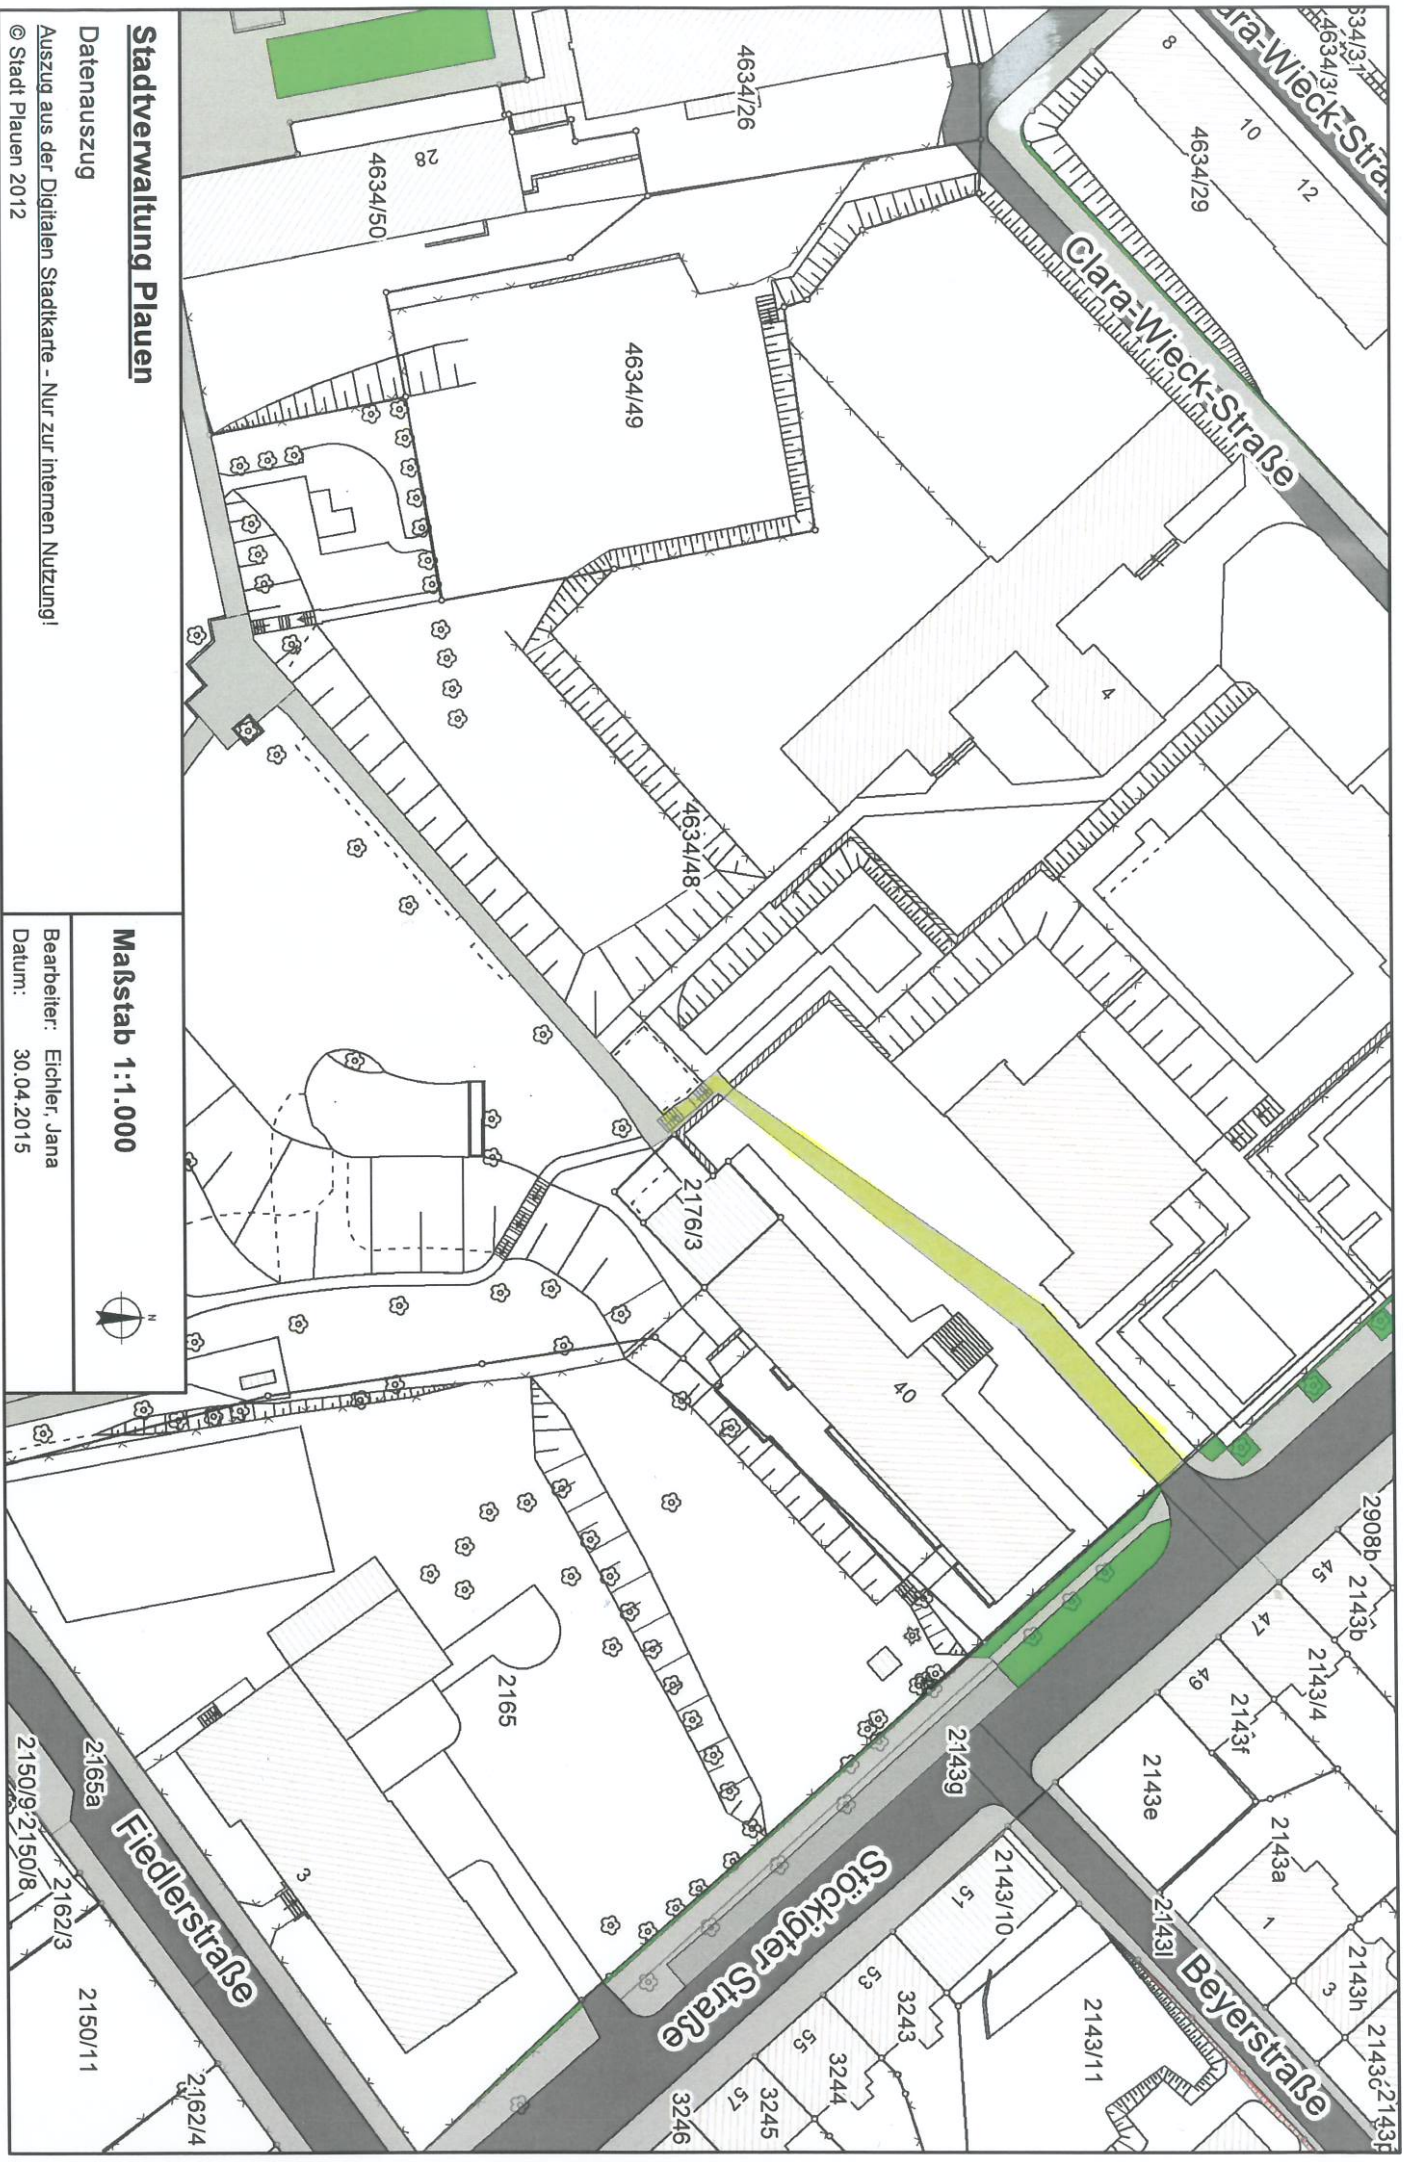 Stadtverwaltung Plauen
Datenauszug
Auszug aus der Digitalen Stadtkarte - Nur zur internen Nutzung!
© Stadt Plauen 2012
Maßstab 1:1.000
Bearbeiter: Eichler, Jana
Datum: 30.04.2015
N
Clara-Wieck-Straße
8
10
12
4634/29
4634/26
28
4634/50
4634/49
4634/48
4
2176/3
40
2165
3
2165a
Fiedlerstraße
2150/9
2150/8
2162/3
2150/11
2162/4
Stöckigter Straße
Beyerstraße
2908b
45
2143b
47
2143/4
49
2143f
2143e
2143g
2143a
1
2143l
2143h
3
2143/10
51
2143/11
53
3243
55
3244
57
3245
3246